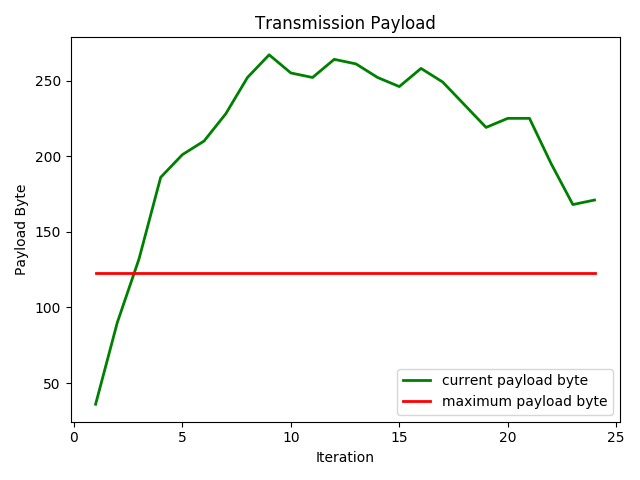 Transmission Payload
Payload Byte
250
200
150
100
50
0
5
10
15
20
25
Iteration
current payload byte
maximum payload byte